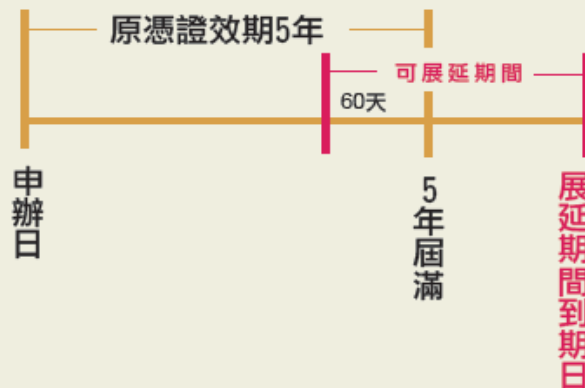 原憑證效期5年
可展延期間
60天
申辦日
5年屆滿
展延期間到期日